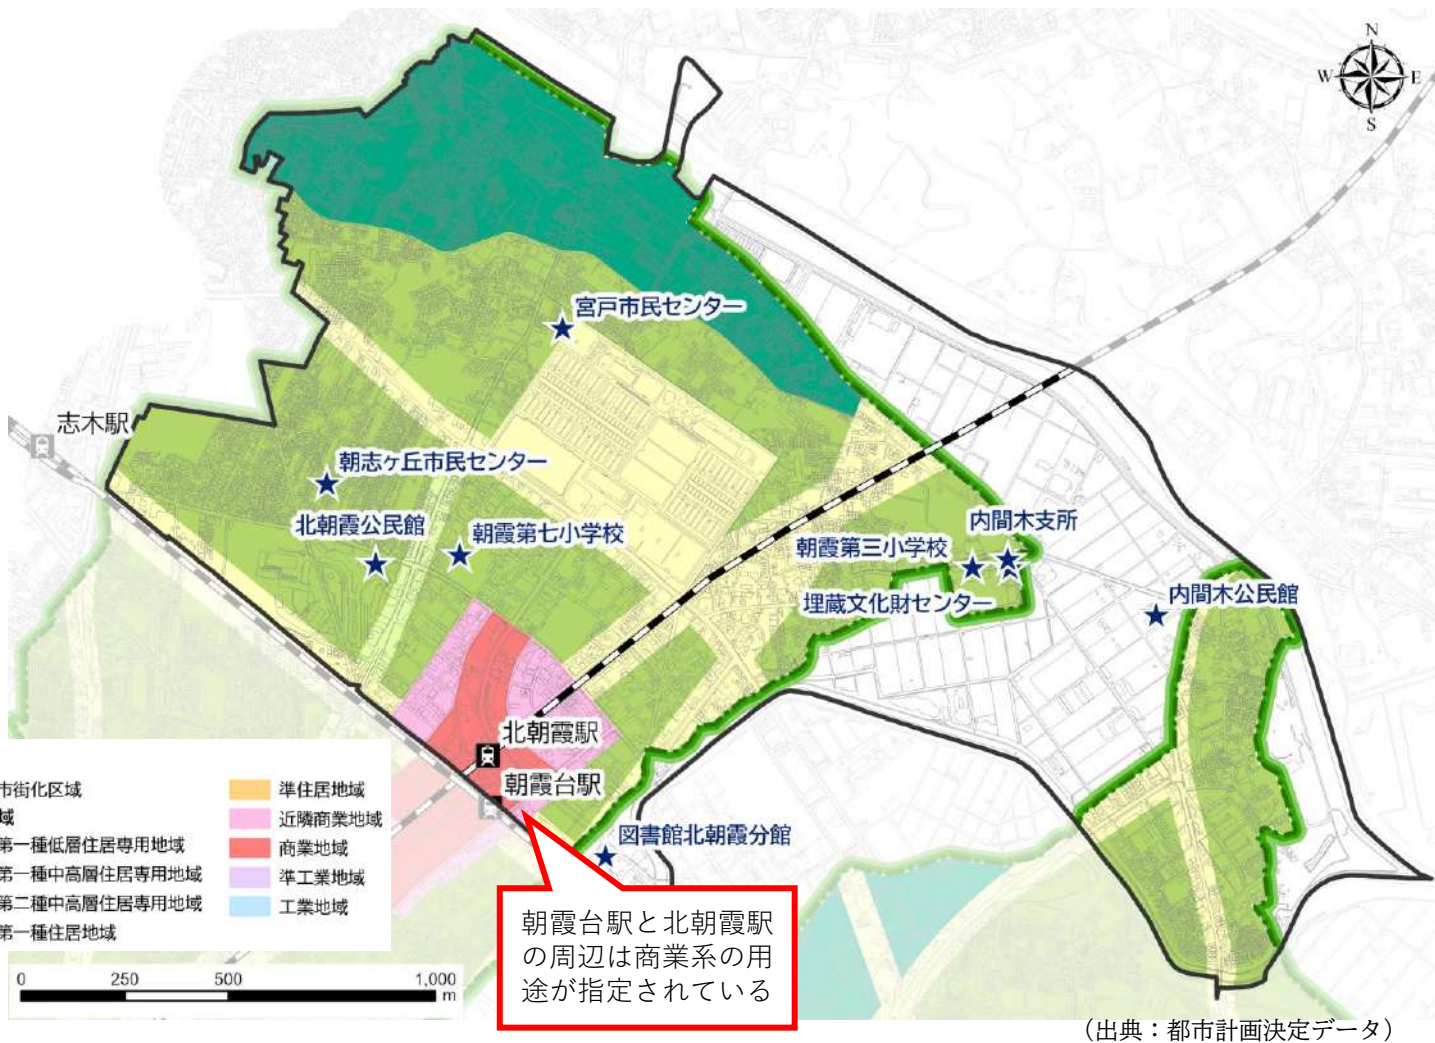 N
W
E
S
宮戸市民センター
志木駅
朝志ヶ丘市民センター
北朝霞公民館
朝霞第七小学校
内間木支所
朝霞第三小学校
埋蔵文化財センター
内間木公民館
北朝霞駅
朝霞台駅
図書館北朝霞分館
市街化区域
域
第一種低層住居専用地域
第一種中高層住居専用地域
第二種中高層住居専用地域
第一種住居地域
準住居地域
近隣商業地域
商業地域
準工業地域
工業地域
0 250 500 1,000
m
朝霞台駅と北朝霞駅
の周辺は商業系の用
途が指定されている
（出典：都市計画決定データ）